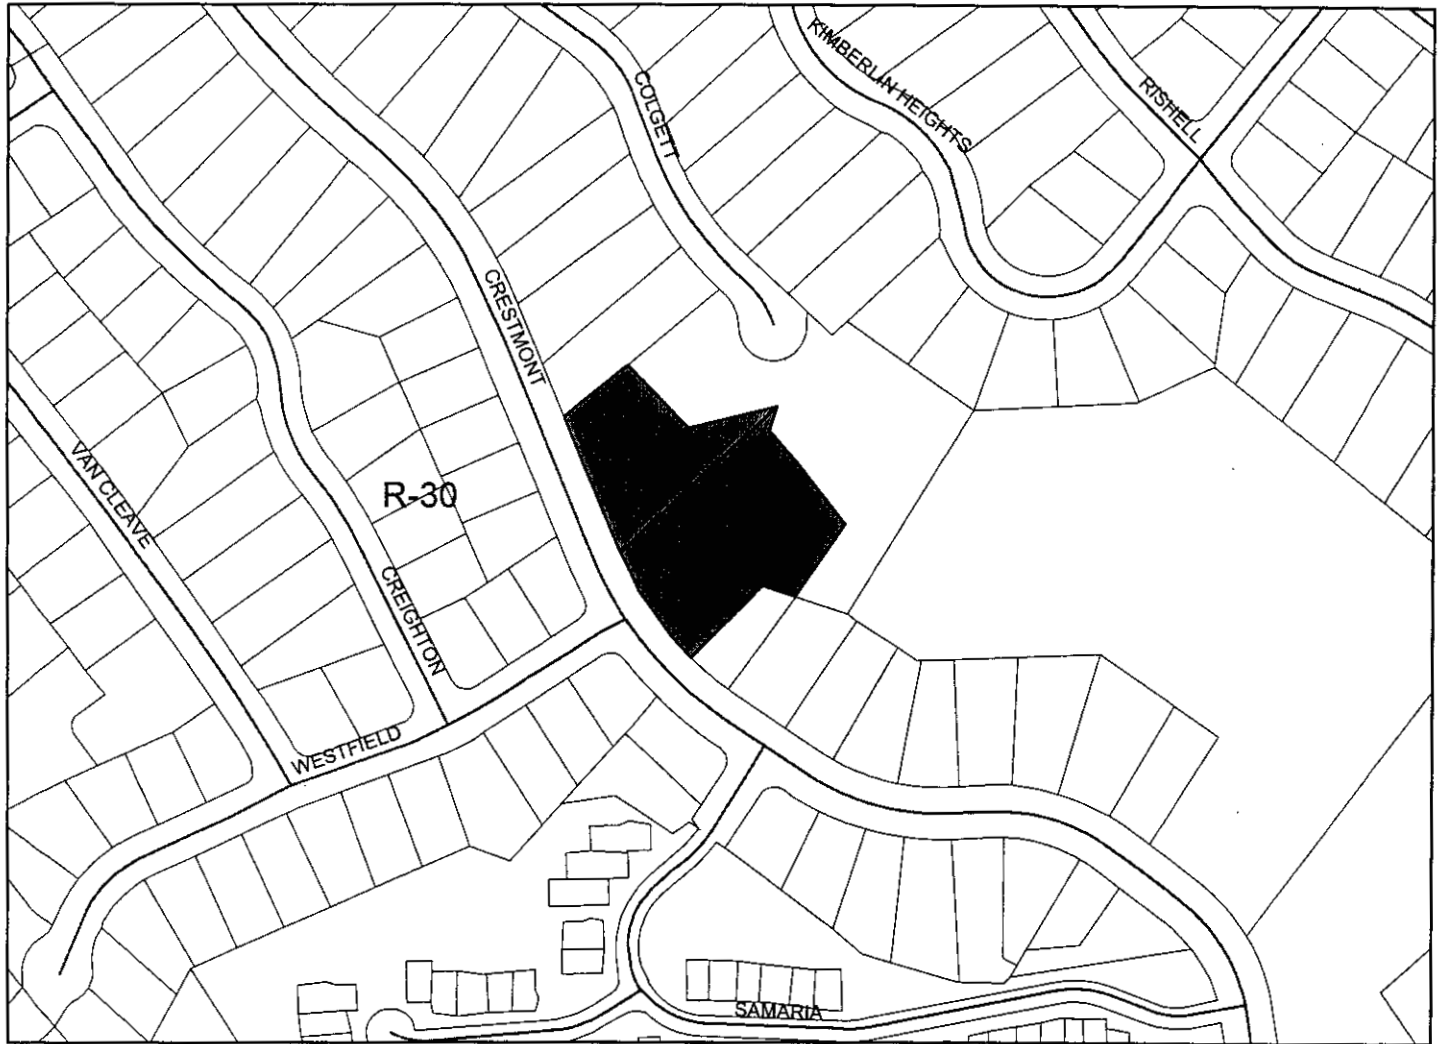 KIMBERLIN HEIGHTS
COLGETT
RISHELL
CRESTMONT
VAN CLEAVE
R-30
CREIGHTON
WESTFIELD
SAMARIA